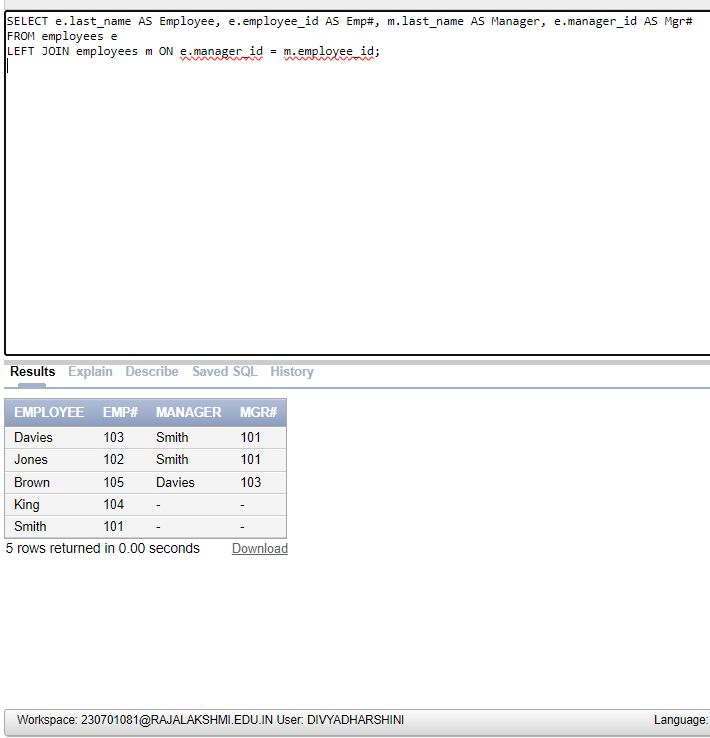 SELECT e.last_name AS Employee, e.employee_id AS Emp#, m.last_name AS Manager, e.manager_id AS Mgr#
FROM employees e
LEFT JOIN employees m ON e.manager_id = m.employee_id;
Results Explain Describe Saved SQL History
EMPLOYEE EMP# MANAGER MGR#
Davies 103 Smith 101
Jones 102 Smith 101
Brown 105 Davies 103
King 104 - -
Smith 101 - -
5 rows returned in 0.00 seconds Download
Workspace: 230701081@RAJALAKSHMI.EDU.IN User: DIVYADHARSHINI Language: